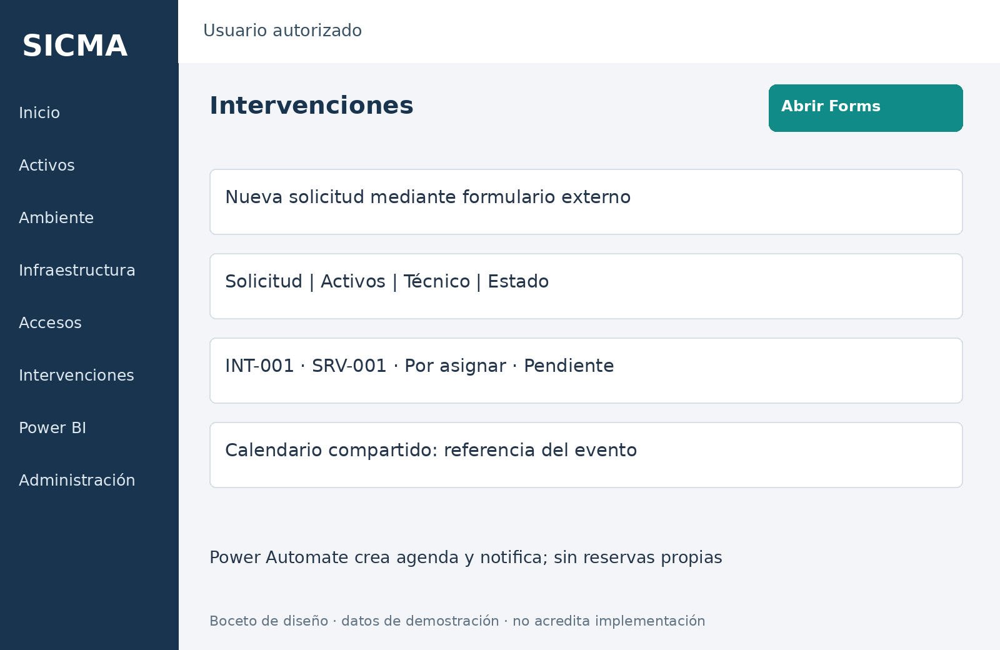 SICMA
Inicio
Activos
Ambiente
Infraestructura
Accesos
Intervenciones
Power BI
Administración
Usuario autorizado
Intervenciones
Abrir Forms
Nueva solicitud mediante formulario externo
Solicitud | Activos | Técnico | Estado
INT-001 · SRV-001 · Por asignar · Pendiente
Calendario compartido: referencia del evento
Power Automate crea agenda y notifica; sin reservas propias
Boceto de diseño · datos de demostración · no acredita implementación